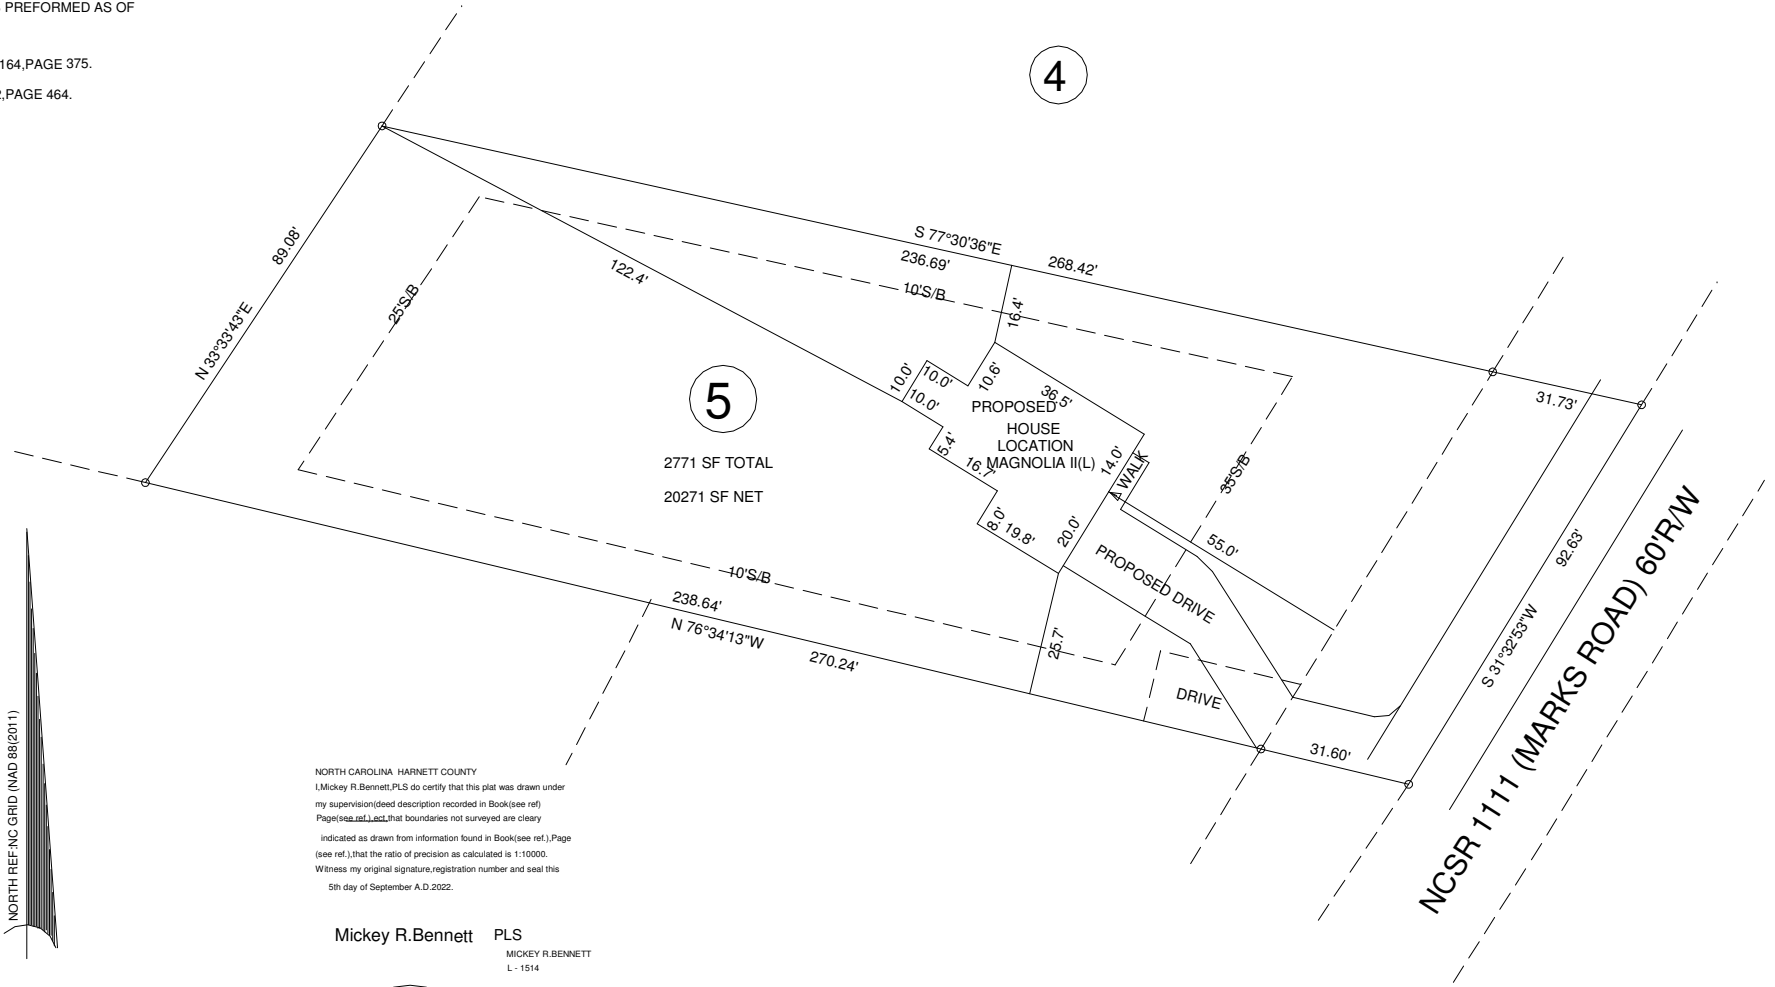 PREFORMED AS OF
164,PAGE 375.
,PAGE 464.
4
89.08'
N 33°33'43"E
25'S/B
122.4'
S 77°30'36"E
236.69'
268.42'
10'S/B
16.4'
10.0'
10.0'
10.0'
10.6'
36.5'
5
2771 SF TOTAL
20271 SF NET
PROPOSED
HOUSE
LOCATION
MAGNOLIA II(L)
5.4'
16.7'
14.0'
WALK
8.0'
19.8'
20.0'
35'S/B
31.73'
55.0'
PROPOSED DRIVE
92.63'
S 31°32'53"W
NCSR 1111 (MARKS ROAD) 60'R/W
10'S/B
238.64'
N 76°34'13"W
270.24'
25.7'
DRIVE
31.60'
NORTH REF:NC GRID (NAD 88(2011)
NORTH CAROLINA HARNETT COUNTY
I,Mickey R.Bennett,PLS do certify that this plat was drawn under
my supervision(deed description recorded in Book(see ref)
Page(see ref.),ect,that boundaries not surveyed are cleary
indicated as drawn from information found in Book(see ref.),Page
(see ref.),that the ratio of precision as calculated is 1:10000.
Witness my original signature,registration number and seal this
5th day of September A.D.2022.
Mickey R.Bennett PLS
MICKEY R.BENNETT
L - 1514